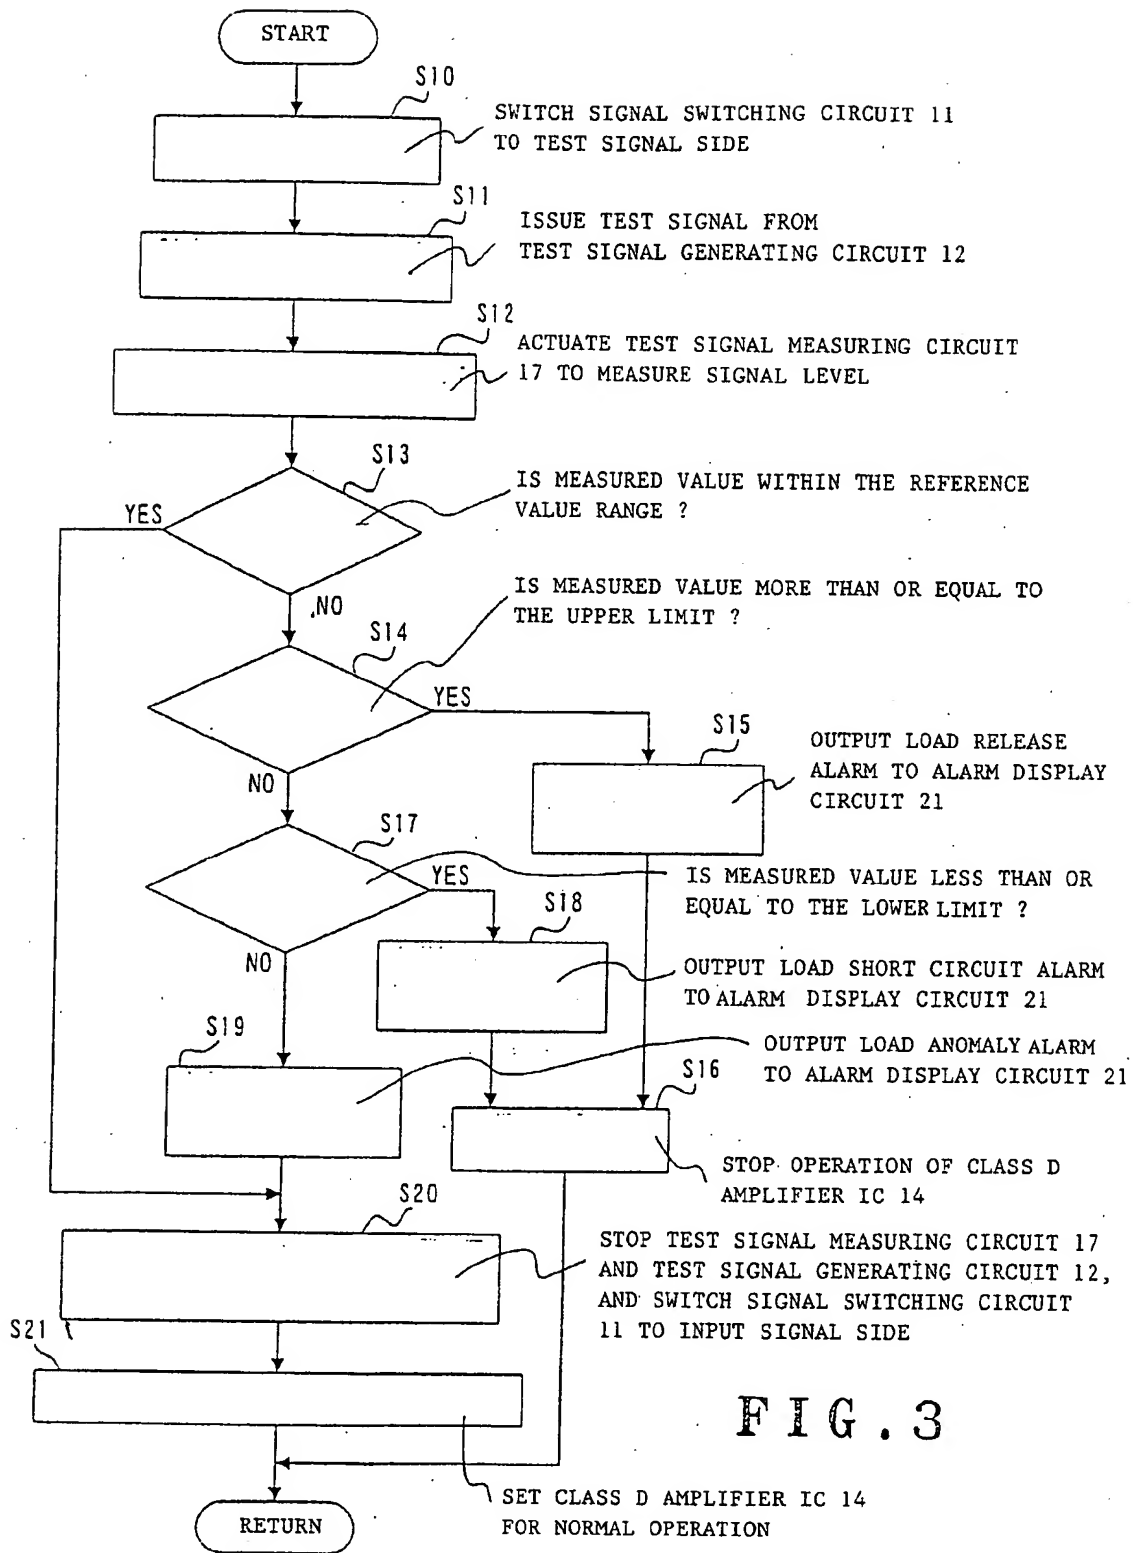 START
S10
SWITCH SIGNAL SWITCHING CIRCUIT 11
TO TEST SIGNAL SIDE
S11
ISSUE TEST SIGNAL FROM
TEST SIGNAL GENERATING CIRCUIT 12
S12
ACTUATE TEST SIGNAL MEASURING CIRCUIT
17 TO MEASURE SIGNAL LEVEL
S13
IS MEASURED VALUE WITHIN THE REFERENCE
VALUE RANGE ?
YES
NO
IS MEASURED VALUE MORE THAN OR EQUAL TO
THE UPPER LIMIT ?
S14
YES
NO
S15
OUTPUT LOAD RELEASE
ALARM TO ALARM DISPLAY
CIRCUIT 21
S17
YES
NO
IS MEASURED VALUE LESS THAN OR
EQUAL TO THE LOWER LIMIT ?
S18
OUTPUT LOAD SHORT CIRCUIT ALARM
TO ALARM DISPLAY CIRCUIT 21
S19
OUTPUT LOAD ANOMALY ALARM
TO ALARM DISPLAY CIRCUIT 21
S16
STOP OPERATION OF CLASS D
AMPLIFIER IC 14
S20
STOP TEST SIGNAL MEASURING CIRCUIT 17
AND TEST SIGNAL GENERATING CIRCUIT 12,
AND SWITCH SIGNAL SWITCHING CIRCUIT
11 TO INPUT SIGNAL SIDE
S21
FIG.3
SET CLASS D AMPLIFIER IC 14
FOR NORMAL OPERATION
RETURN